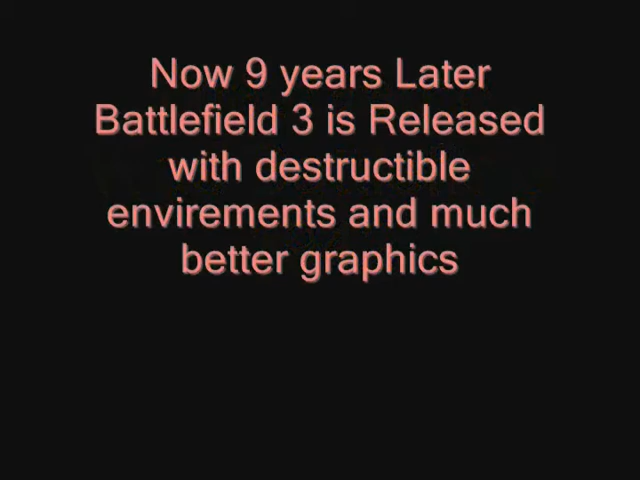 Now 9 years Later
Battlefield 3 is Released
with destructible
envirements and much
better graphics